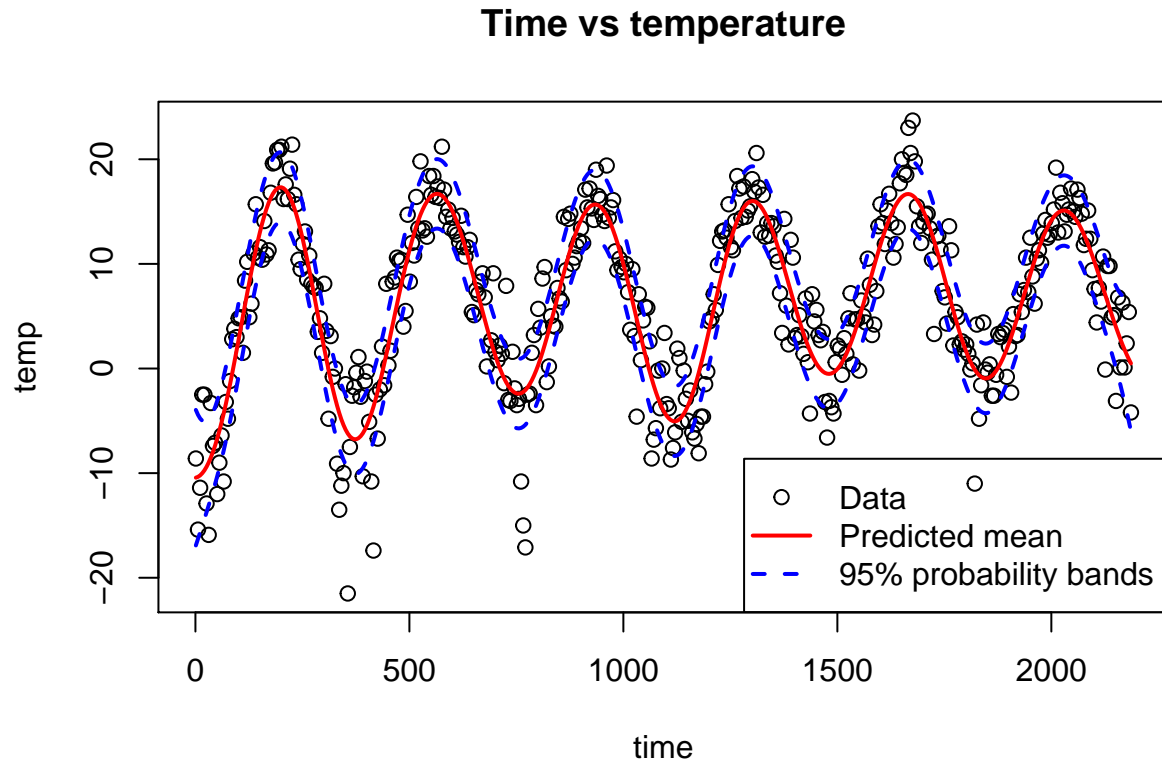 Time vs temperature
temp
20
10
0
−10
−20
Data
Predicted mean
95% probability bands
0 500 1000 1500 2000
time